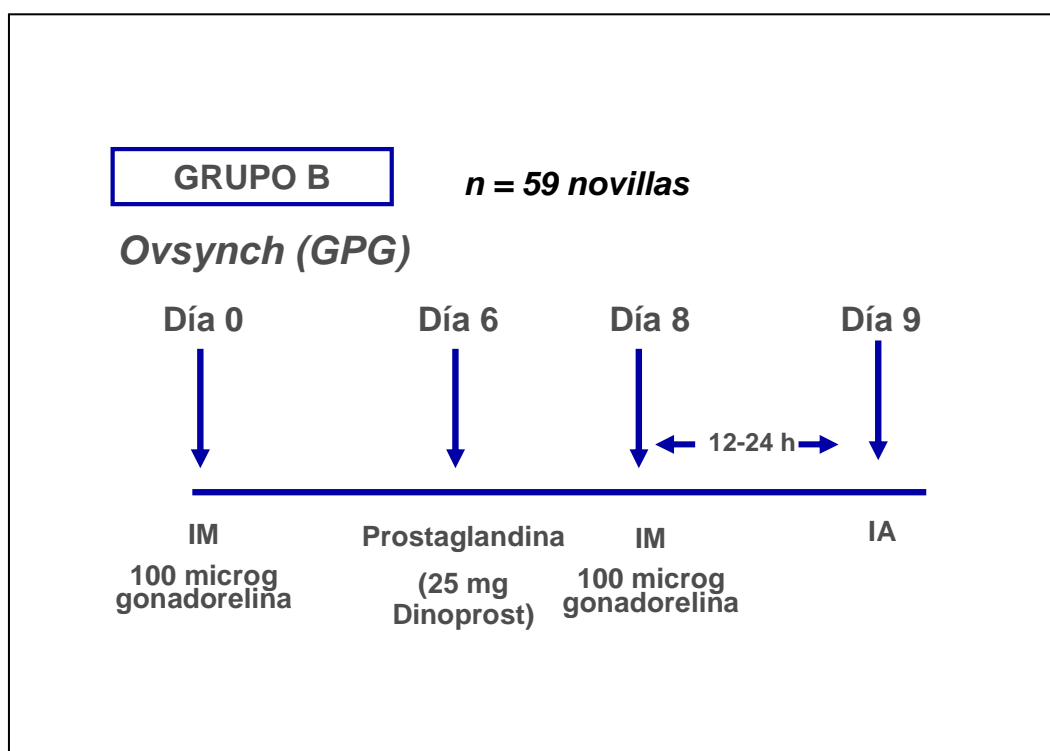 GRUPO B
n = 59 novillas
Ovsynch (GPG)
Día 0
Día 6
Día 8
Día 9
12-24 h
IM
100 microg
gonadorelina
Prostaglandina
(25 mg
Dinoprost)
IM
100 microg
gonadorelina
IA